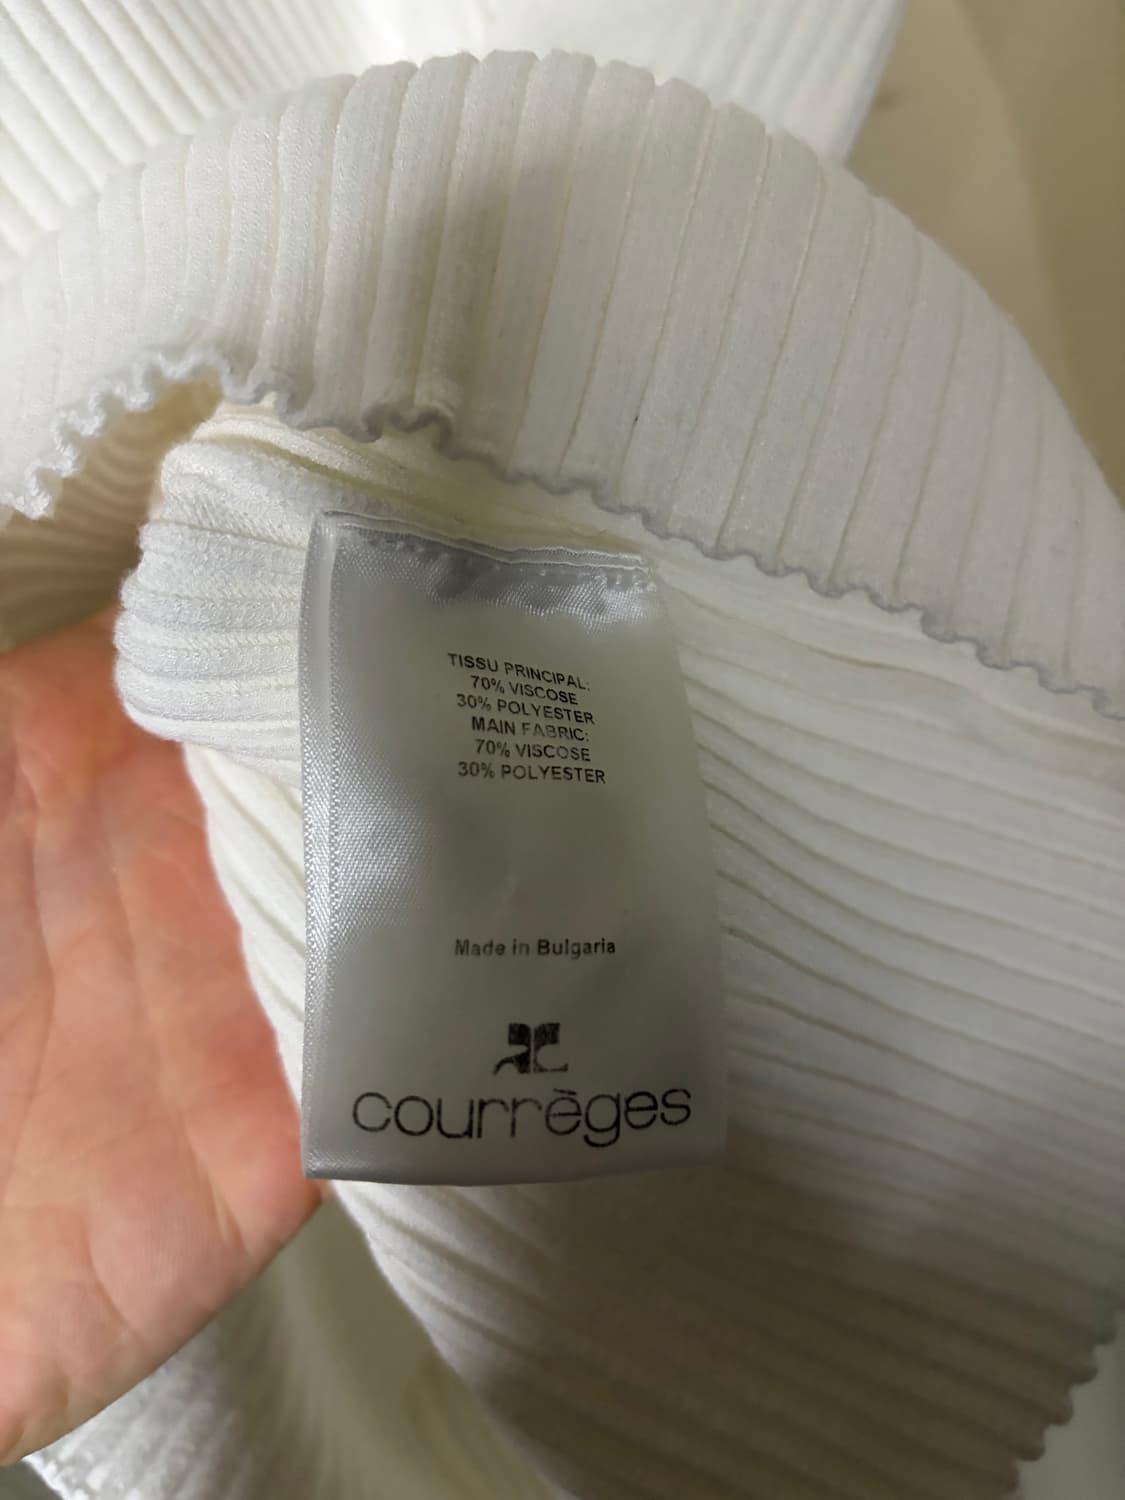 TISSU PRINCIPAL:
70% VISCOSE
30% POLYESTER
MAIN FABRIC:
70% VISCOSE
30% POLYESTER
Made in Bulgaria
courrèges